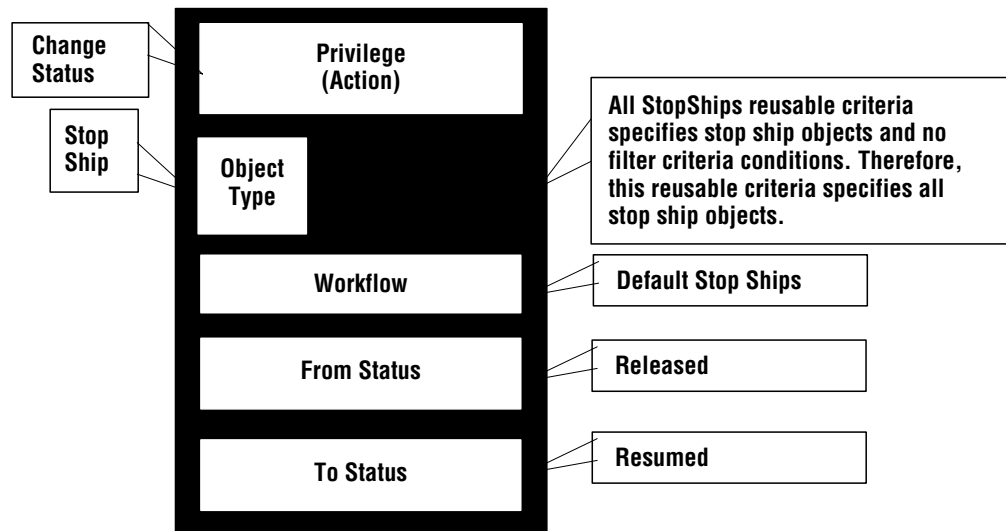 Change
Status
Privilege
(Action)
Stop
Ship
Object
Type
All StopShips reusable criteria
specifies stop ship objects and no
filter criteria conditions. Therefore,
this reusable criteria specifies all
stop ship objects.
Workflow
Default Stop Ships
From Status
Released
To Status
Resumed